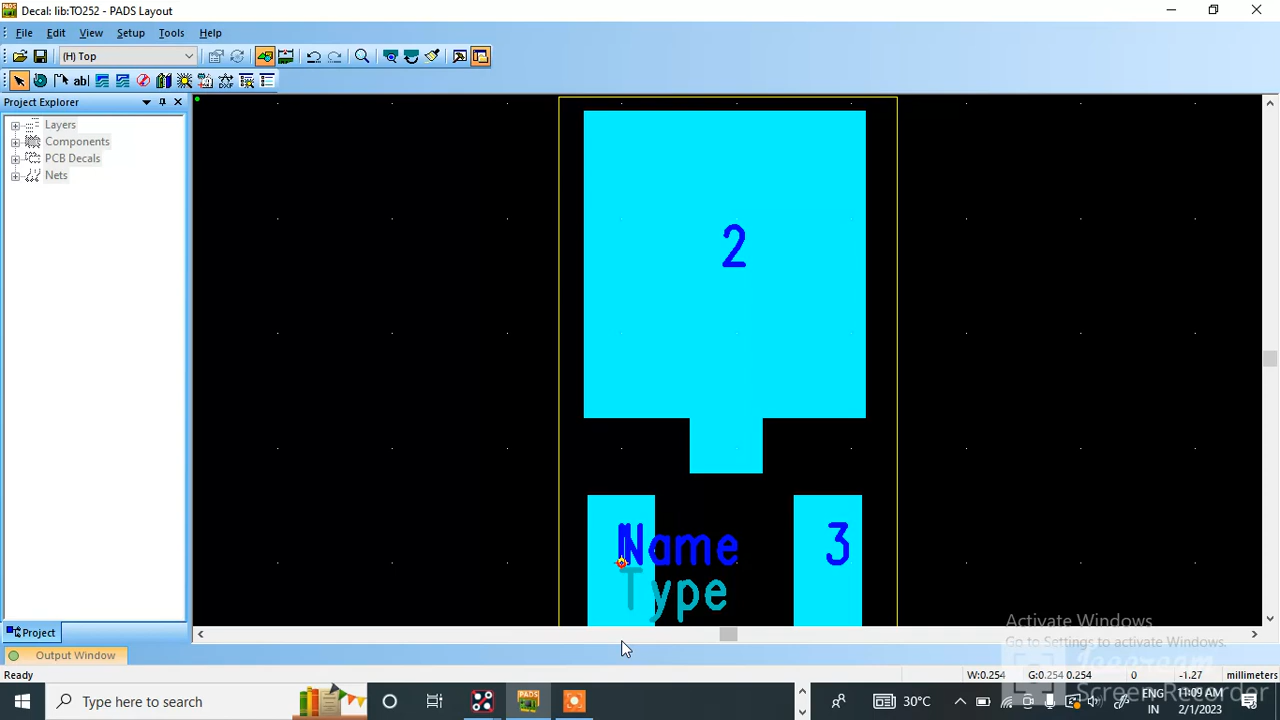 Decal: lib:TO252 - PADS Layout
File Edit View Setup Tools Help
(H) Top
ab
Project Explorer
Layers
Components
PCB Decals
Nets
2
Name
3
Type
Project
Output Window
Activate Windows
Go to Settings to activate Windows.
Ready
W:0.254 G:0.254 0.254 0 -1.27 millimeters
Icecream
Screen Recorder
Type here to search
30°C
ENG
IN
11:09 AM
2/1/2023